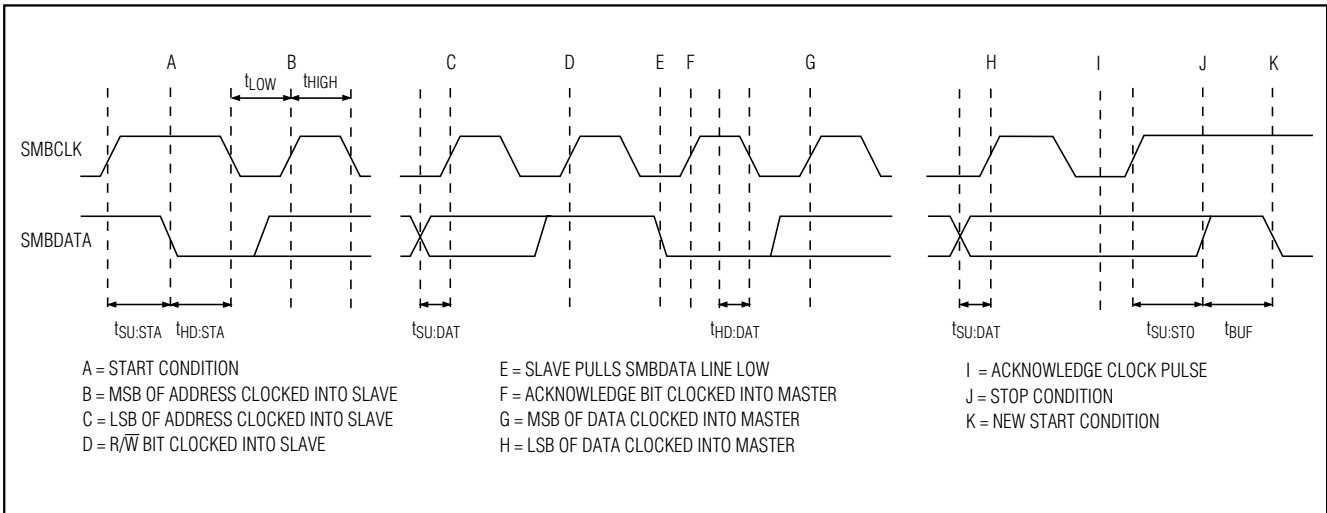 A B C D E F G H I J K
tLOW tHIGH
SMBCLK
SMBDATA
tSU:STA tHD:STA tSU:DAT tHD:DAT tSU:DAT tSU:STO tBUF
A = START CONDITION
B = MSB OF ADDRESS CLOCKED INTO SLAVE
C = LSB OF ADDRESS CLOCKED INTO SLAVE
D = R/W̅ BIT CLOCKED INTO SLAVE
E = SLAVE PULLS SMBDATA LINE LOW
F = ACKNOWLEDGE BIT CLOCKED INTO MASTER
G = MSB OF DATA CLOCKED INTO MASTER
H = LSB OF DATA CLOCKED INTO MASTER
I = ACKNOWLEDGE CLOCK PULSE
J = STOP CONDITION
K = NEW START CONDITION